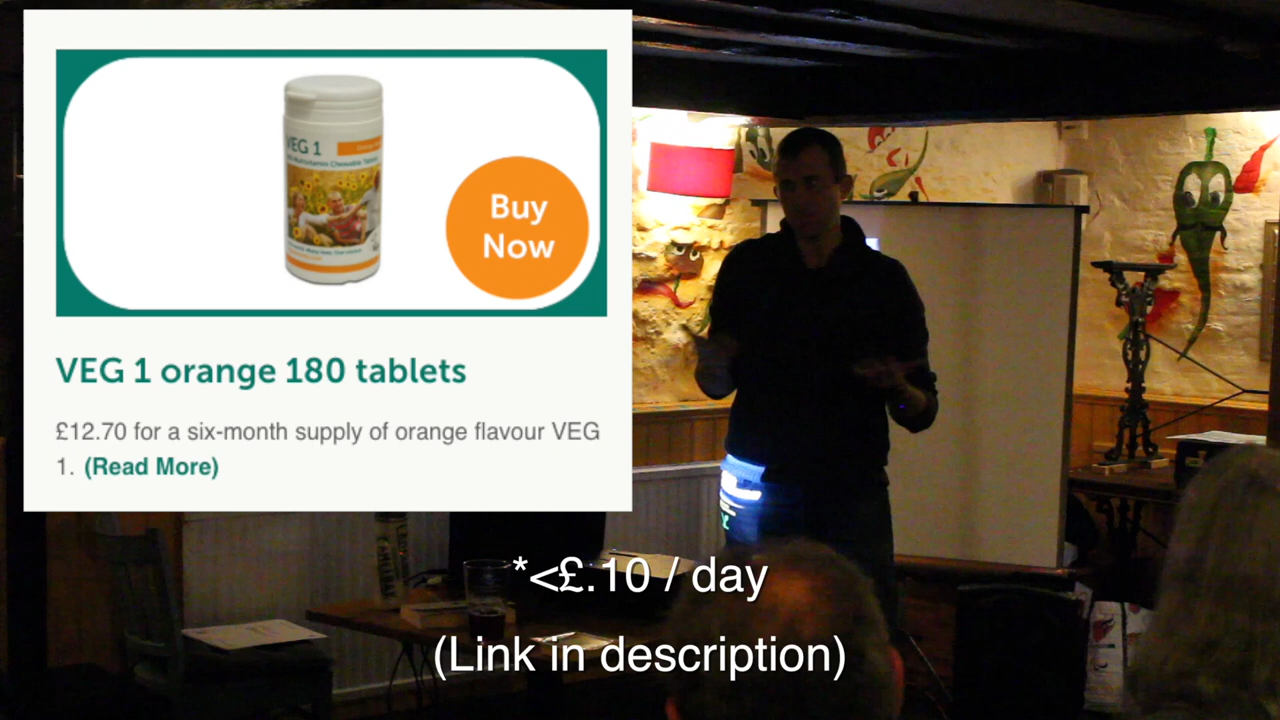 VEG 1
Buy
Now
VEG 1 orange 180 tablets
£12.70 for a six-month supply of orange flavour VEG
1. (Read More)
*<£.10 / day
(Link in description)